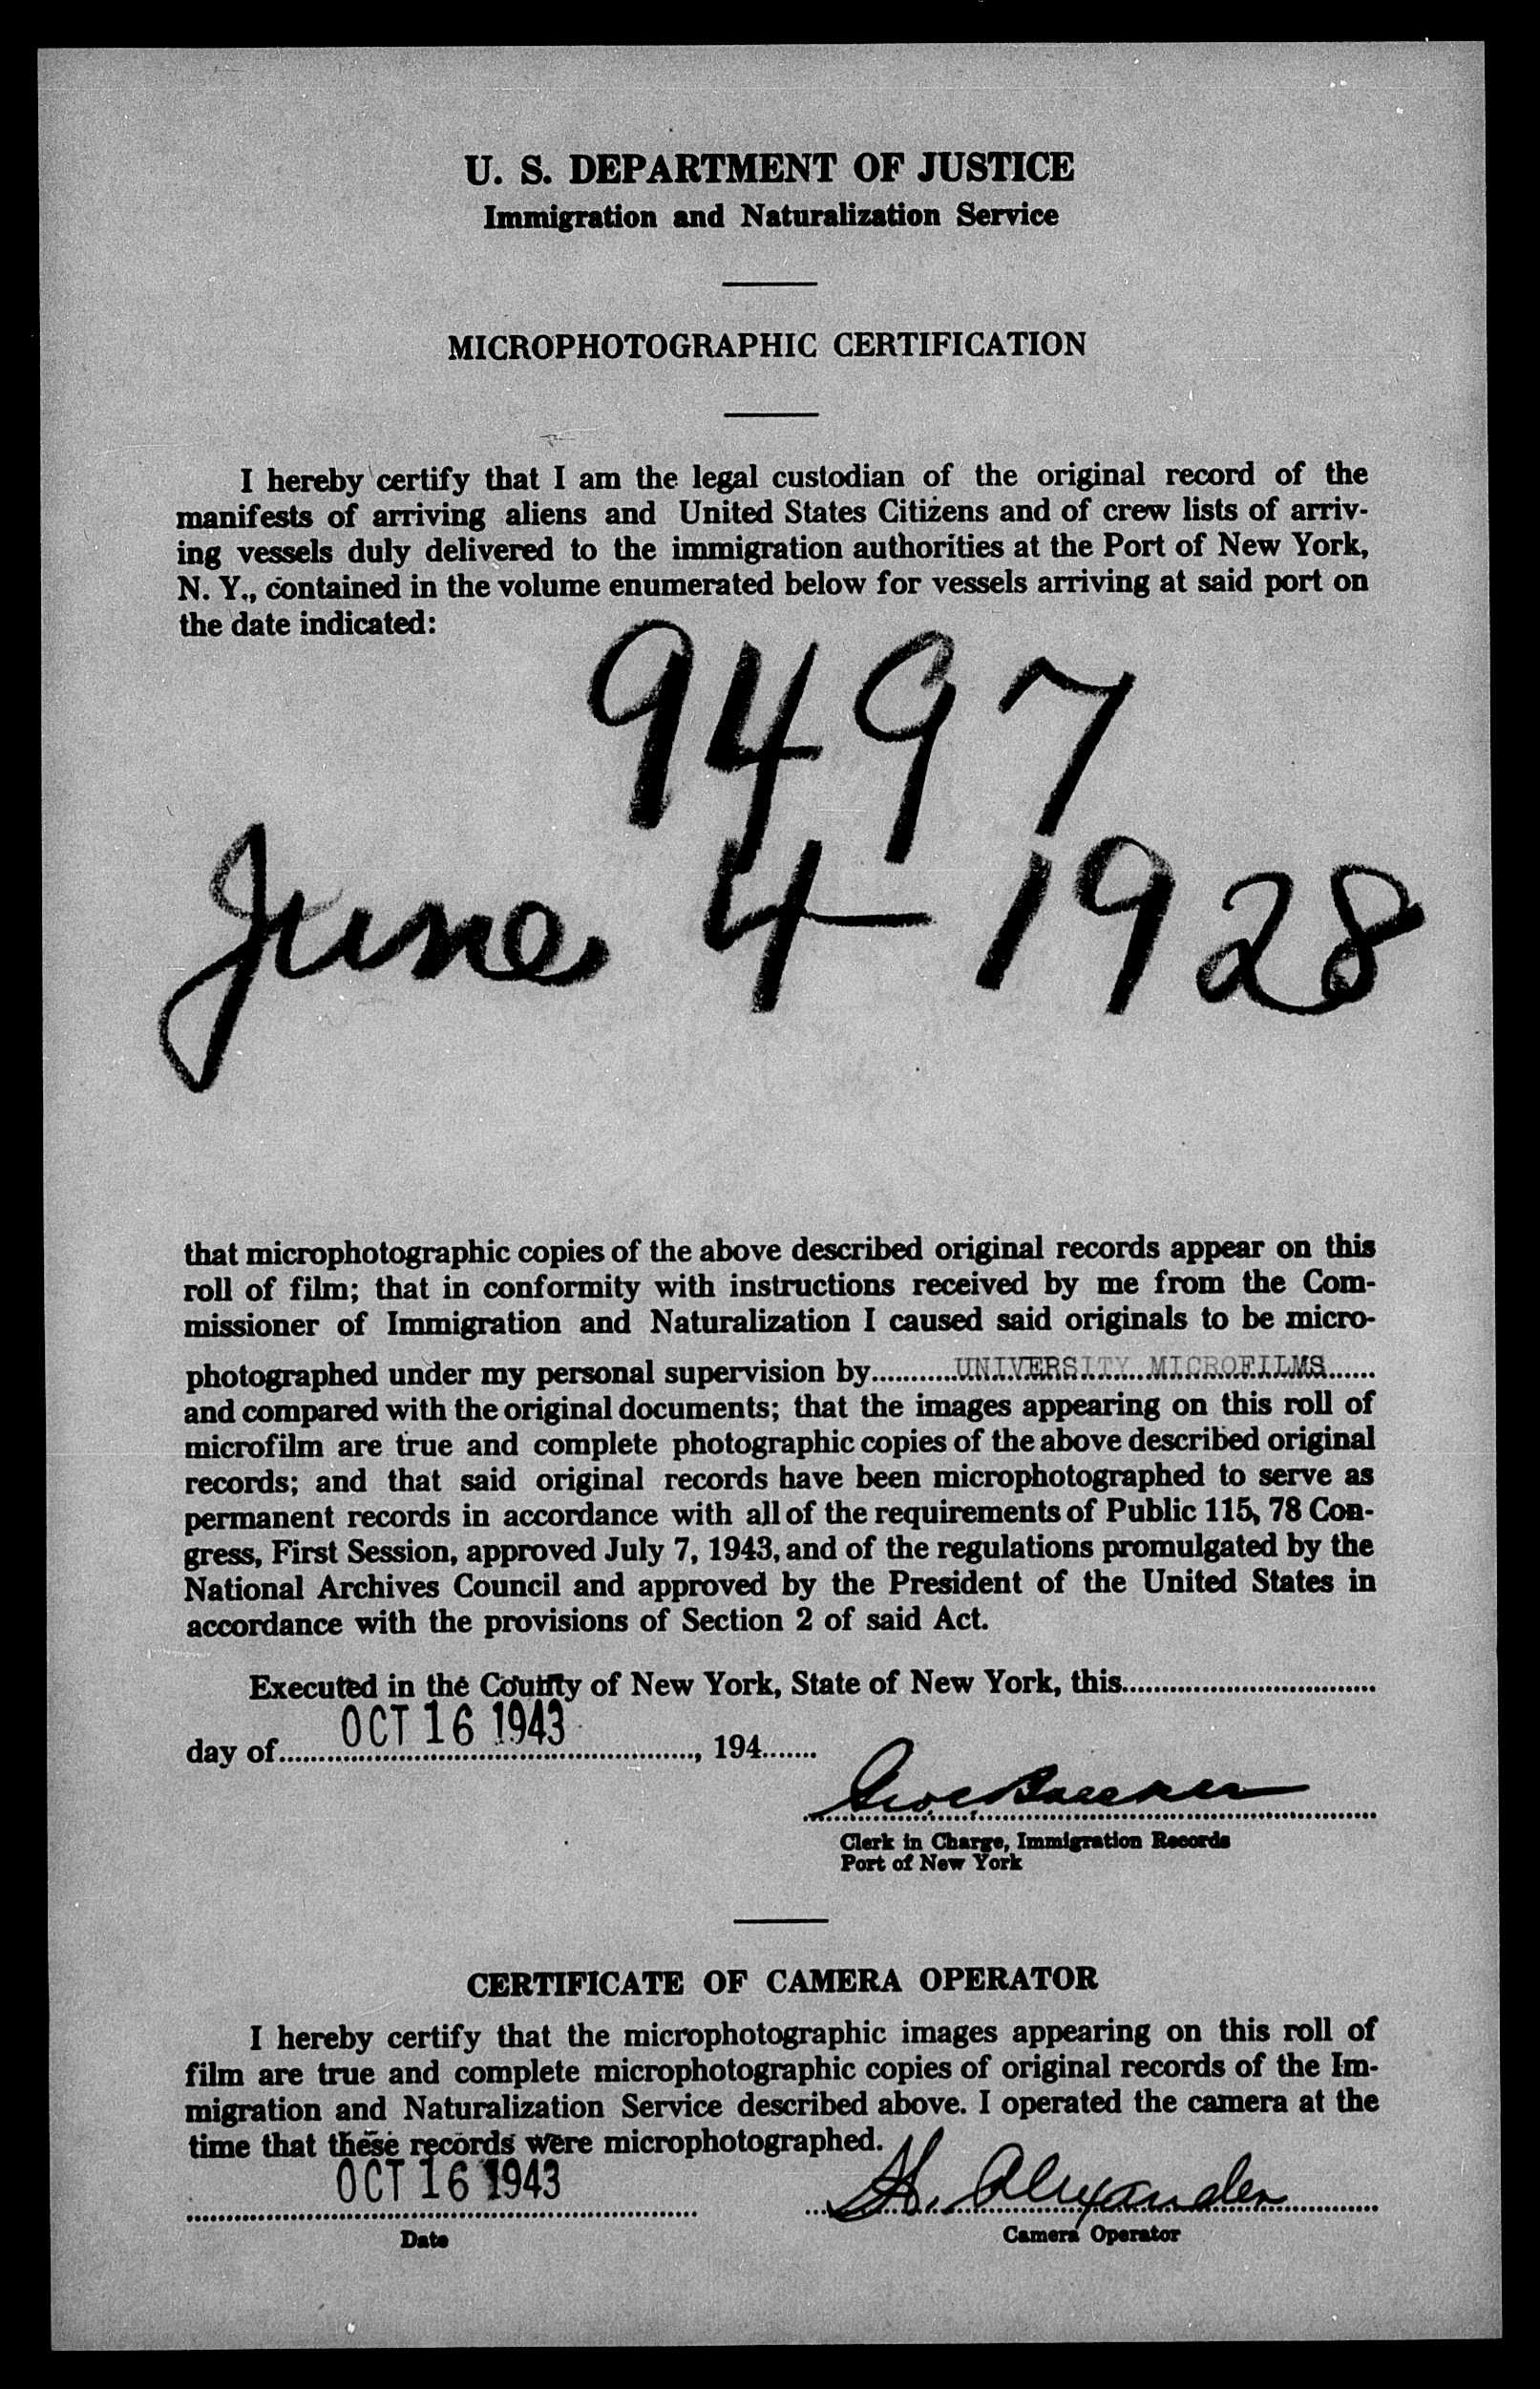 U. S. DEPARTMENT OF JUSTICE
Immigration and Naturalization Service
MICROPHOTOGRAPHIC CERTIFICATION
I hereby certify that I am the legal custodian of the original record of the
manifests of arriving aliens and United States Citizens and of crew lists of arriv-
ing vessels duly delivered to the immigration authorities at the Port of New York,
N. Y., contained in the volume enumerated below for vessels arriving at said port on
the date indicated:
9497
June 4 - 1928
that microphotographic copies of the above described original records appear on this
roll of film; that in conformity with instructions received by me from the Com-
missioner of Immigration and Naturalization I caused said originals to be micro-
photographed under my personal supervision by...........UNIVERSITY MICROFILMS......
and compared with the original documents; that the images appearing on this roll of
microfilm are true and complete photographic copies of the above described original
records; and that said original records have been microphotographed to serve as
permanent records in accordance with all of the requirements of Public 115, 78 Con-
gress, First Session, approved July 7, 1943, and of the regulations promulgated by the
National Archives Council and approved by the President of the United States in
accordance with the provisions of Section 2 of said Act.
Executed in the County of New York, State of New York, this................................
day of OCT 16 1943, 194.......
Clerk in Charge, Immigration Records
Port of New York
CERTIFICATE OF CAMERA OPERATOR
I hereby certify that the microphotographic images appearing on this roll of
film are true and complete microphotographic copies of original records of the Im-
migration and Naturalization Service described above. I operated the camera at the
time that these records were microphotographed.
OCT 16 1943 H. Alexander
Date Camera Operator